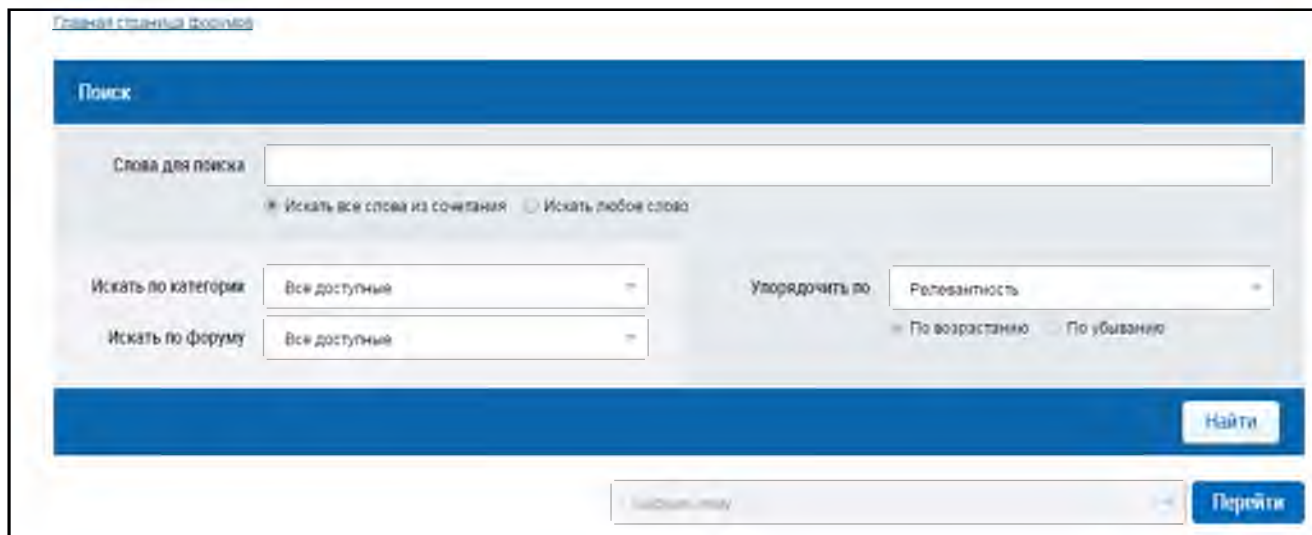 Главная страница форумов
Поиск
Слова для поиска
Искать все слова из сочетания Искать любое слово
Искать по категории Все доступные Упорядочить по Релевантность
Искать по форуму Все доступные По возрастанию По убыванию
Найти
Перейти